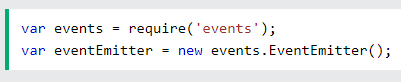 var events = require('events');
var eventEmitter = new events.EventEmitter();